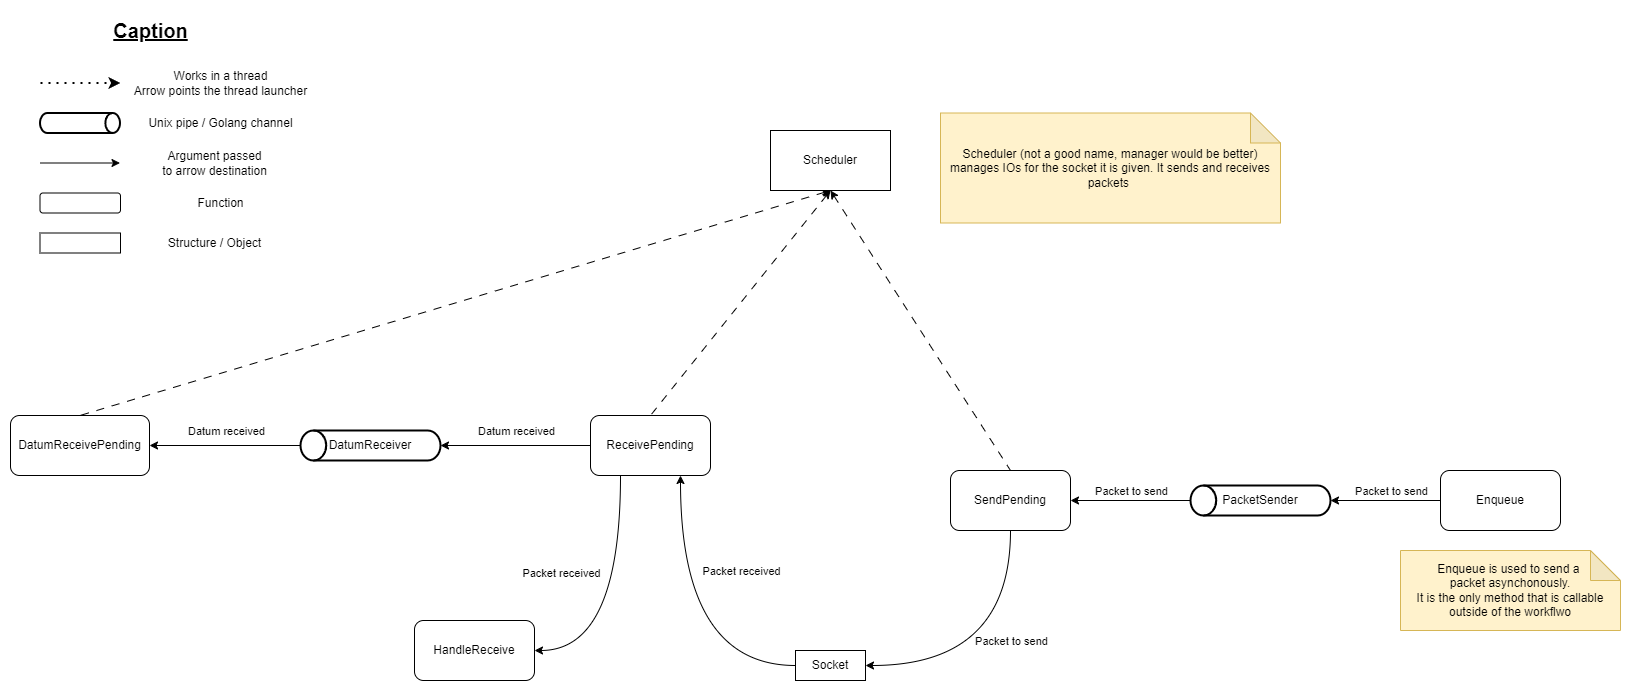 Caption
Works in a thread
Arrow points the thread launcher
Unix pipe / Golang channel
Argument passed
to arrow destination
Function
Structure / Object
Scheduler
Scheduler (not a good name, manager would be better)
manages IOs for the socket it is given. It sends and receives
packets
DatumReceivePending
Datum received
DatumReceiver
Datum received
ReceivePending
SendPending
Packet to send
PacketSender
Packet to send
Enqueue
Packet received
Packet received
Enqueue is used to send a
packet asynchonously.
It is the only method that is callable
outside of the workflwo
HandleReceive
Socket
Packet to send